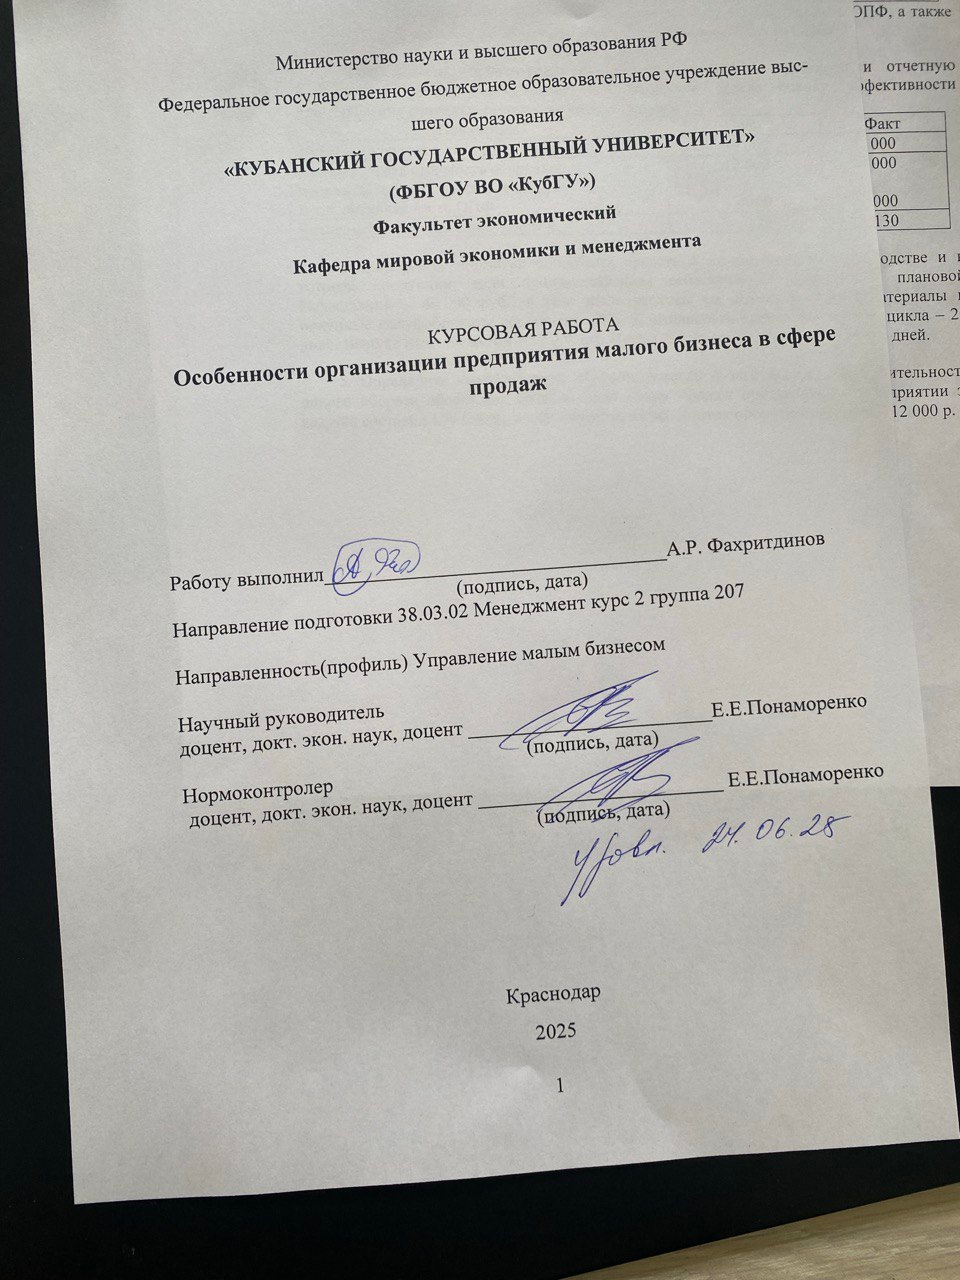 Министерство науки и высшего образования РФ
Федеральное государственное бюджетное образовательное учреждение выс-
шего образования
«КУБАНСКИЙ ГОСУДАРСТВЕННЫЙ УНИВЕРСИТЕТ»
(ФБГОУ ВО «КубГУ»)
Факультет экономический
Кафедра мировой экономики и менеджмента
КУРСОВАЯ РАБОТА
Особенности организации предприятия малого бизнеса в сфере
продаж
Работу выполнил А.Р. Фахритдинов
(подпись, дата)
Направление подготовки 38.03.02 Менеджмент курс 2 группа 207
Направленность(профиль) Управление малым бизнесом
Научный руководитель
доцент, докт. экон. наук, доцент Е.Е.Понаморенко
(подпись, дата)
Нормоконтролер
доцент, докт. экон. наук, доцент Е.Е.Понаморенко
(подпись, дата)
Удовл. 24.06.25
Краснодар
2025
1
ОПФ, а также
и отчетную
Факт
000
000
000
130
одстве и
плановой
цикла – 2
дней.
12 000 р.